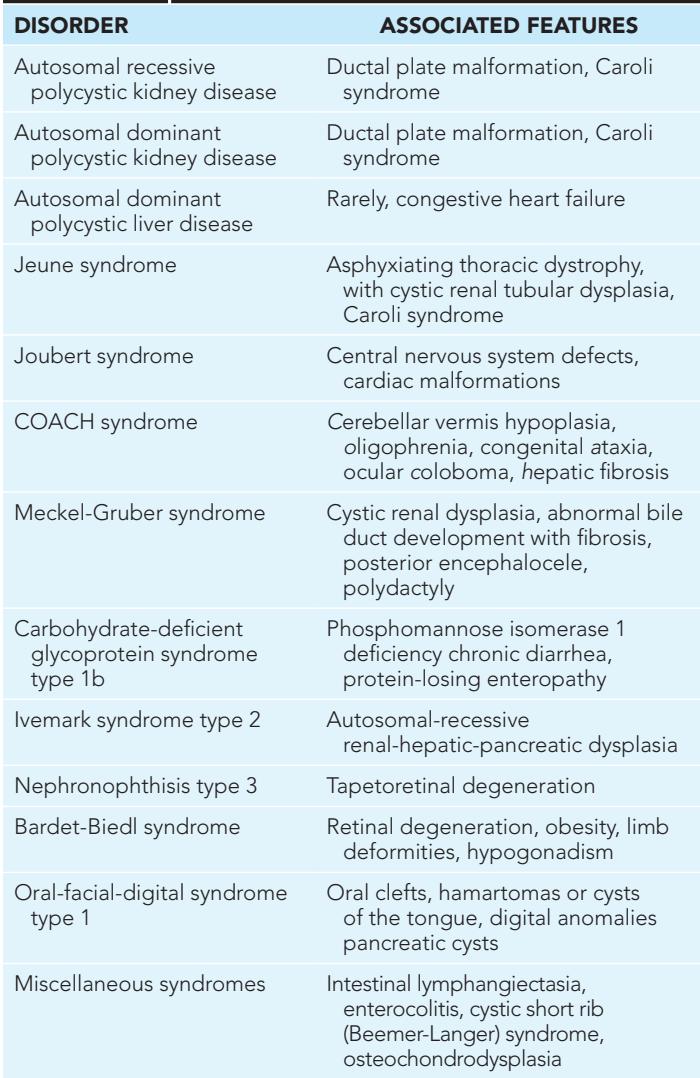 DISORDER ASSOCIATED FEATURES
Autosomal recessive
polycystic kidney disease
Ductal plate malformation, Caroli
syndrome
Autosomal dominant
polycystic kidney disease
Ductal plate malformation, Caroli
syndrome
Autosomal dominant
polycystic liver disease
Rarely, congestive heart failure
Jeune syndrome
Asphyxiating thoracic dystrophy,
with cystic renal tubular dysplasia,
Caroli syndrome
Joubert syndrome
Central nervous system defects,
cardiac malformations
COACH syndrome
Cerebellar vermis hypoplasia,
oligophrenia, congenital ataxia,
ocular coloboma, hepatic fibrosis
Meckel-Gruber syndrome
Cystic renal dysplasia, abnormal bile
duct development with fibrosis,
posterior encephalocele,
polydactyly
Carbohydrate-deficient
glycoprotein syndrome
type 1b
Phosphomannose isomerase 1
deficiency chronic diarrhea,
protein-losing enteropathy
Ivemark syndrome type 2
Autosomal-recessive
renal-hepatic-pancreatic dysplasia
Nephronophthisis type 3
Tapetoretinal degeneration
Bardet-Biedl syndrome
Retinal degeneration, obesity, limb
deformities, hypogonadism
Oral-facial-digital syndrome
type 1
Oral clefts, hamartomas or cysts
of the tongue, digital anomalies
pancreatic cysts
Miscellaneous syndromes
Intestinal lymphangiectasia,
enterocolitis, cystic short rib
(Beemer-Langer) syndrome,
osteochondrodysplasia